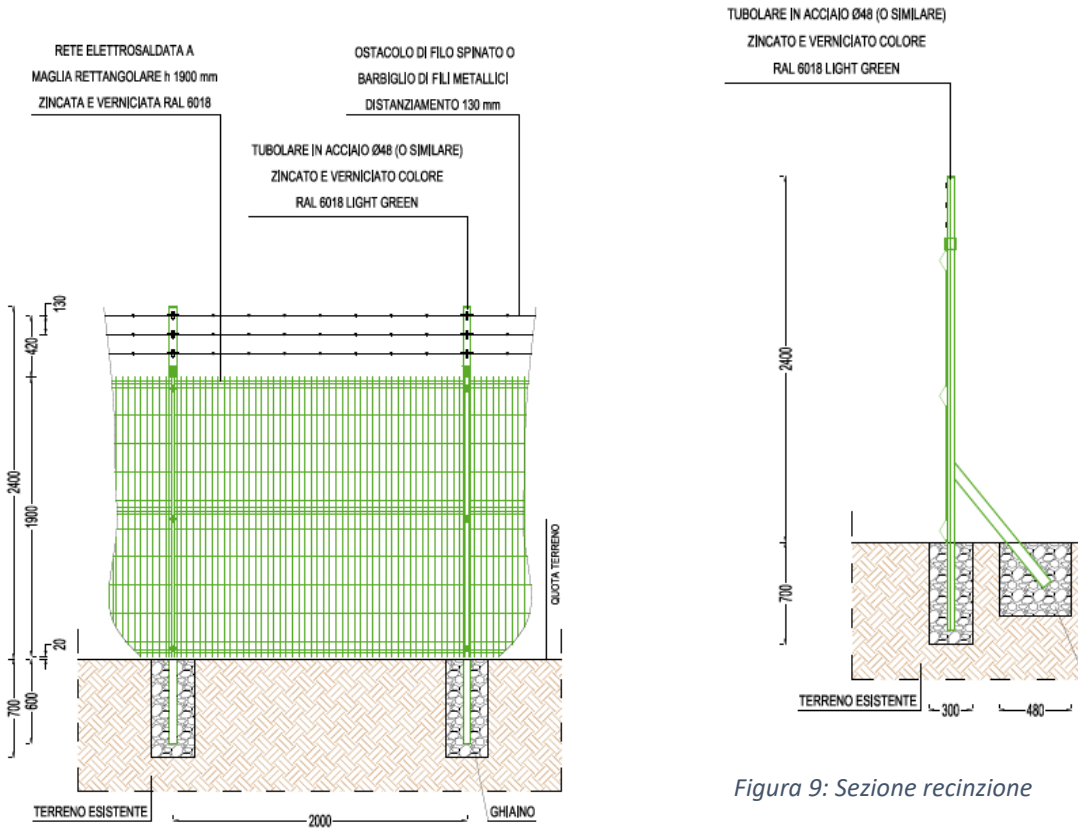 RETE ELETTROSALDATA A
MAGLIA RETTANGOLARE h 1900 mm
ZINCATA E VERNICIATA RAL 6018
OSTACOLO DI FILO SPINATO O
BARBIGLIO DI FILI METALLICI
DISTANZIAMENTO 130 mm
TUBOLARE IN ACCIAIO Ø48 (O SIMILARE)
ZINCATO E VERNICIATO COLORE
RAL 6018 LIGHT GREEN
130
420
2400
1900
20
700
600
QUOTA TERRENO
TERRENO ESISTENTE
2000
GHIAINO
TUBOLARE IN ACCIAIO Ø48 (O SIMILARE)
ZINCATO E VERNICIATO COLORE
RAL 6018 LIGHT GREEN
2400
700
TERRENO ESISTENTE
300
480
Figura 9: Sezione recinzione